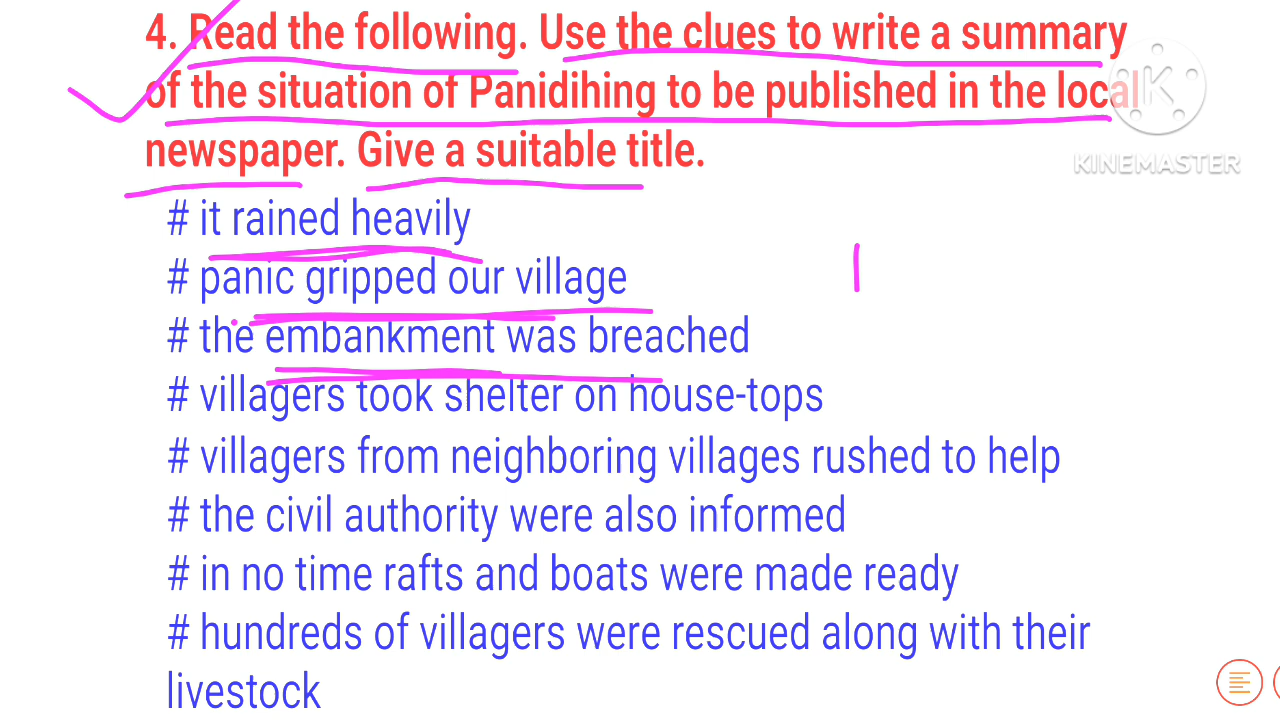 4. Read the following. Use the clues to write a summary
of the situation of Panidihing to be published in the local
newspaper. Give a suitable title.
# it rained heavily
# panic gripped our village
# the embankment was breached
# villagers took shelter on house-tops
# villagers from neighboring villages rushed to help
# the civil authority were also informed
# in no time rafts and boats were made ready
# hundreds of villagers were rescued along with their
livestock
K
KINEMASTER